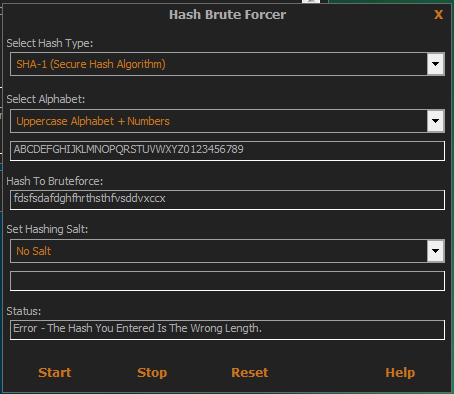 Hash Brute Forcer X
Select Hash Type:
SHA-1 (Secure Hash Algorithm)
Select Alphabet:
Uppercase Alphabet + Numbers
ABCDEFGHIJKLMNOPQRSTUVWXYZ0123456789
Hash To Bruteforce:
fdsfsdafdghfhrthsthfvsddvxccx
Set Hashing Salt:
No Salt
Status:
Error - The Hash You Entered Is The Wrong Length.
Start Stop Reset Help